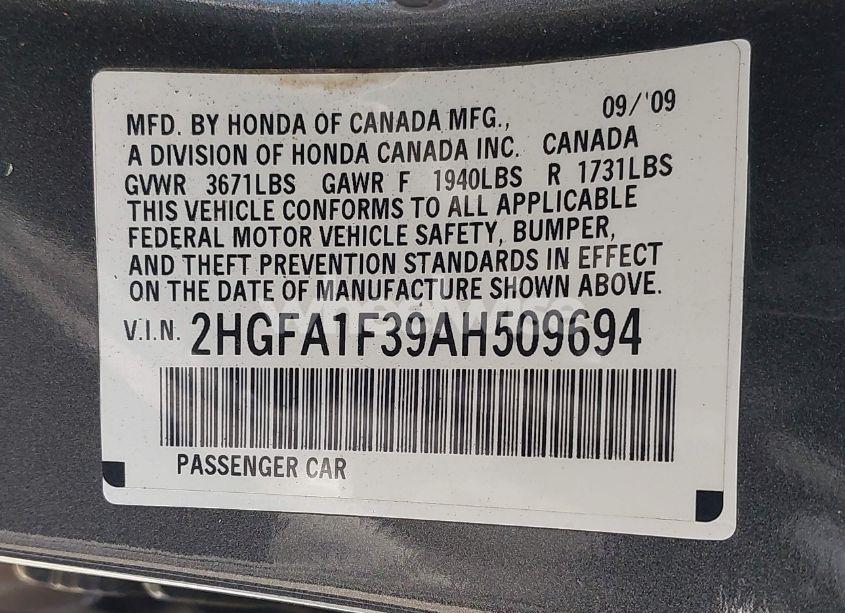 09/'09
MFD. BY HONDA OF CANADA MFG.,
A DIVISION OF HONDA CANADA INC. CANADA
GVWR 3671LBS GAWR F 1940LBS R 1731LBS
THIS VEHICLE CONFORMS TO ALL APPLICABLE
FEDERAL MOTOR VEHICLE SAFETY, BUMPER,
AND THEFT PREVENTION STANDARDS IN EFFECT
ON THE DATE OF MANUFACTURE SHOWN ABOVE.
V.I.N. 2HGFA1F39AH509694
PASSENGER CAR